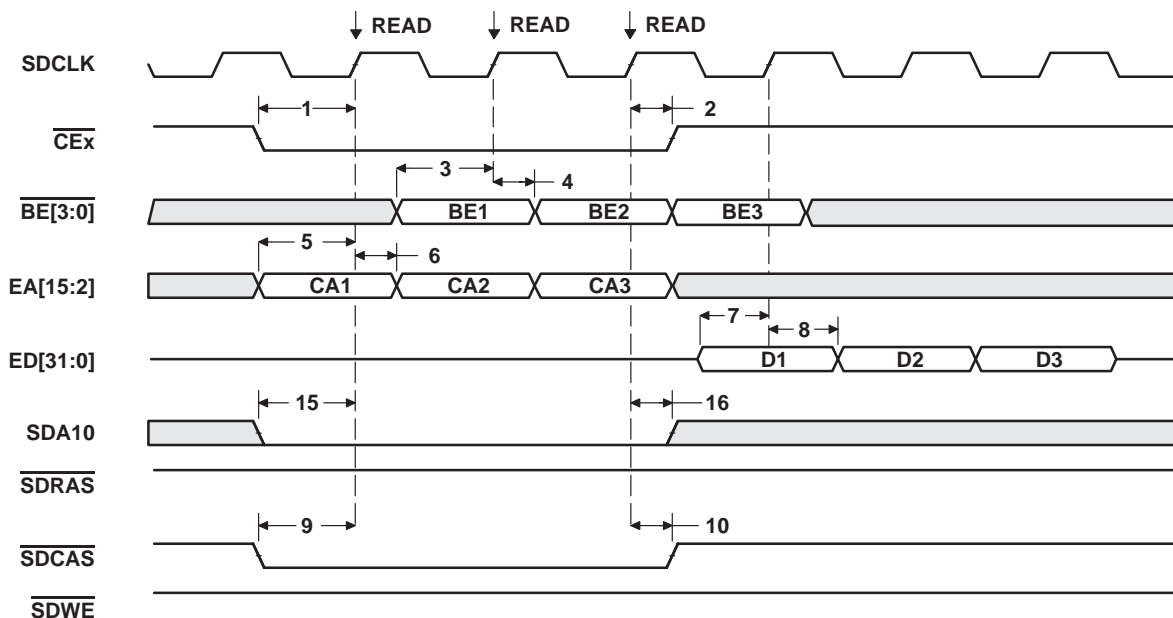 READ READ READ
SDCLK
1 2
CEx
3 4
BE[3:0] BE1 BE2 BE3
5 6
EA[15:2] CA1 CA2 CA3
7 8
ED[31:0] D1 D2 D3
15 16
SDA10
SDRAS
9 10
SDCAS
SDWE